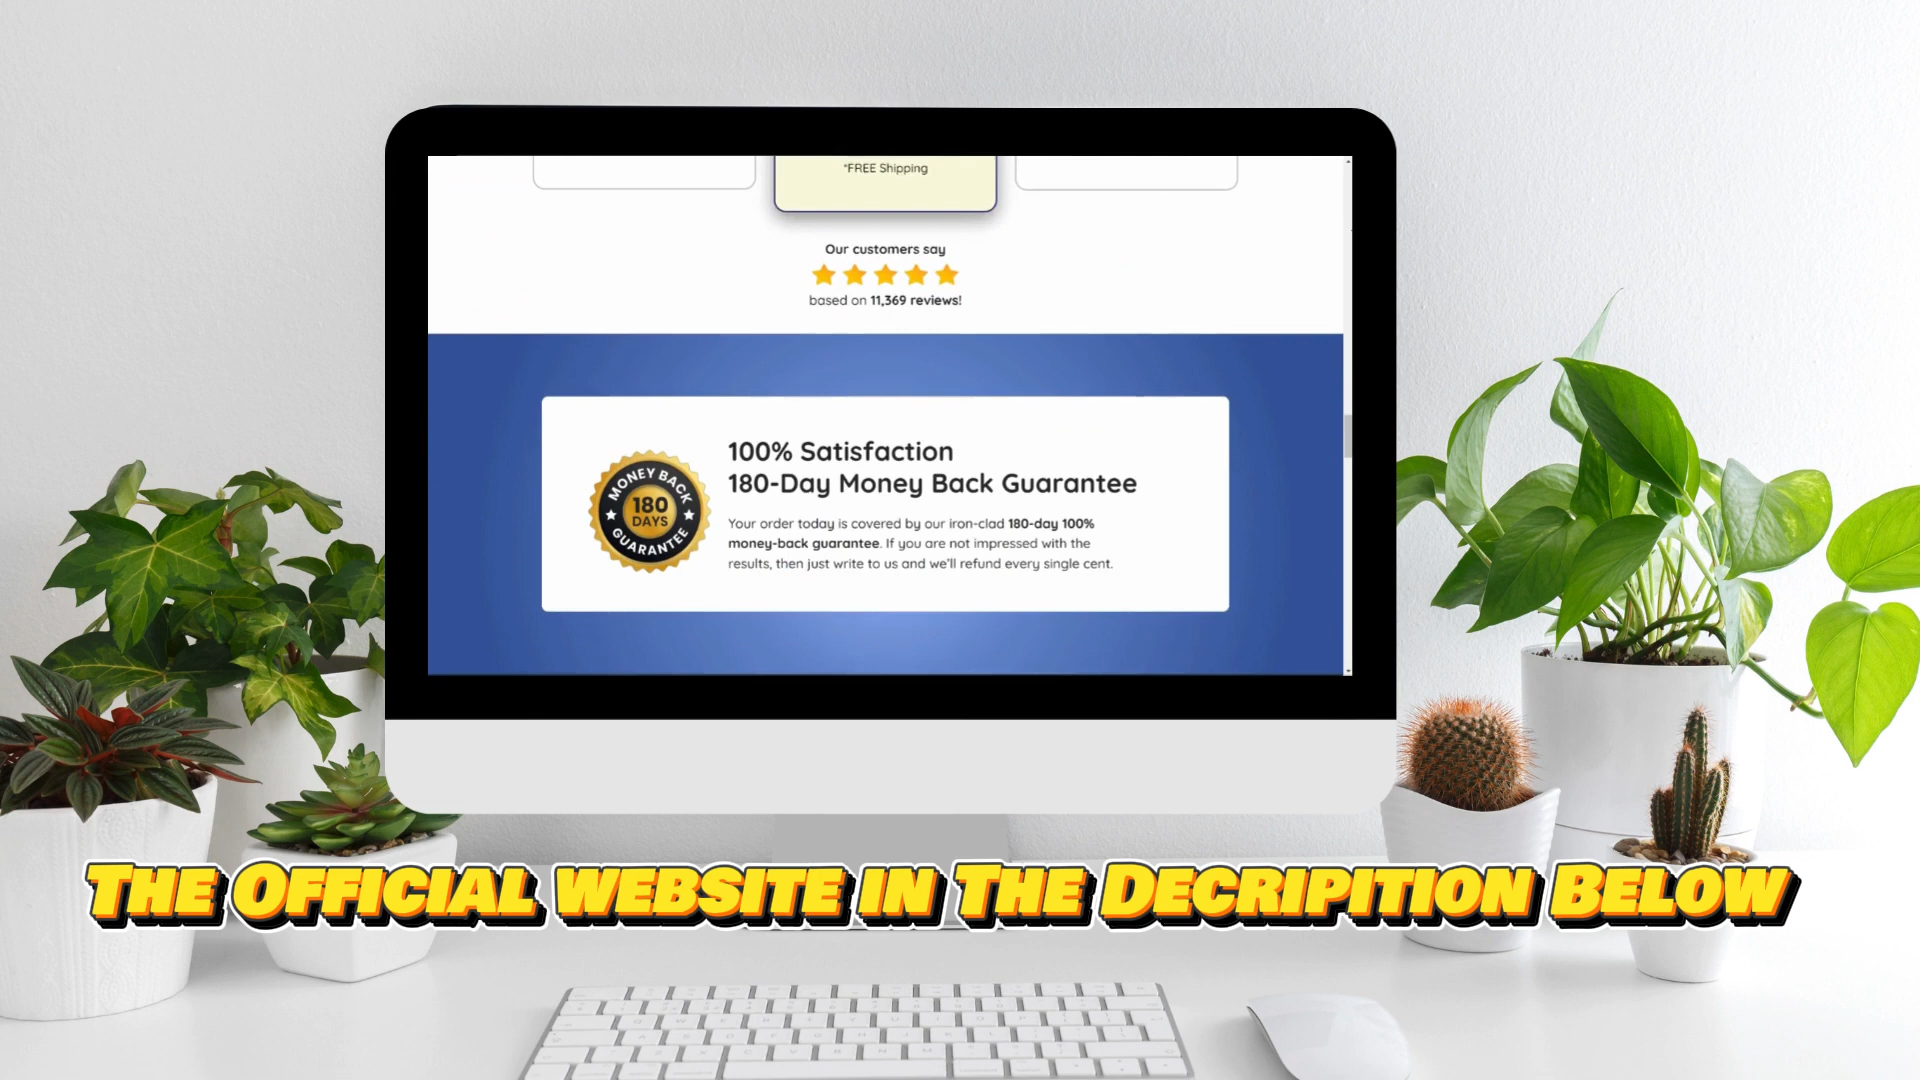 *FREE Shipping
Our customers say
based on 11,369 reviews!
MONEY BACK
180
DAYS
GUARANTEE
100% Satisfaction
180-Day Money Back Guarantee
Your order today is covered by our iron-clad 180-day 100%
money-back guarantee. If you are not impressed with the
results, then just write to us and we'll refund every single cent.
The Official website in The Decripition Below